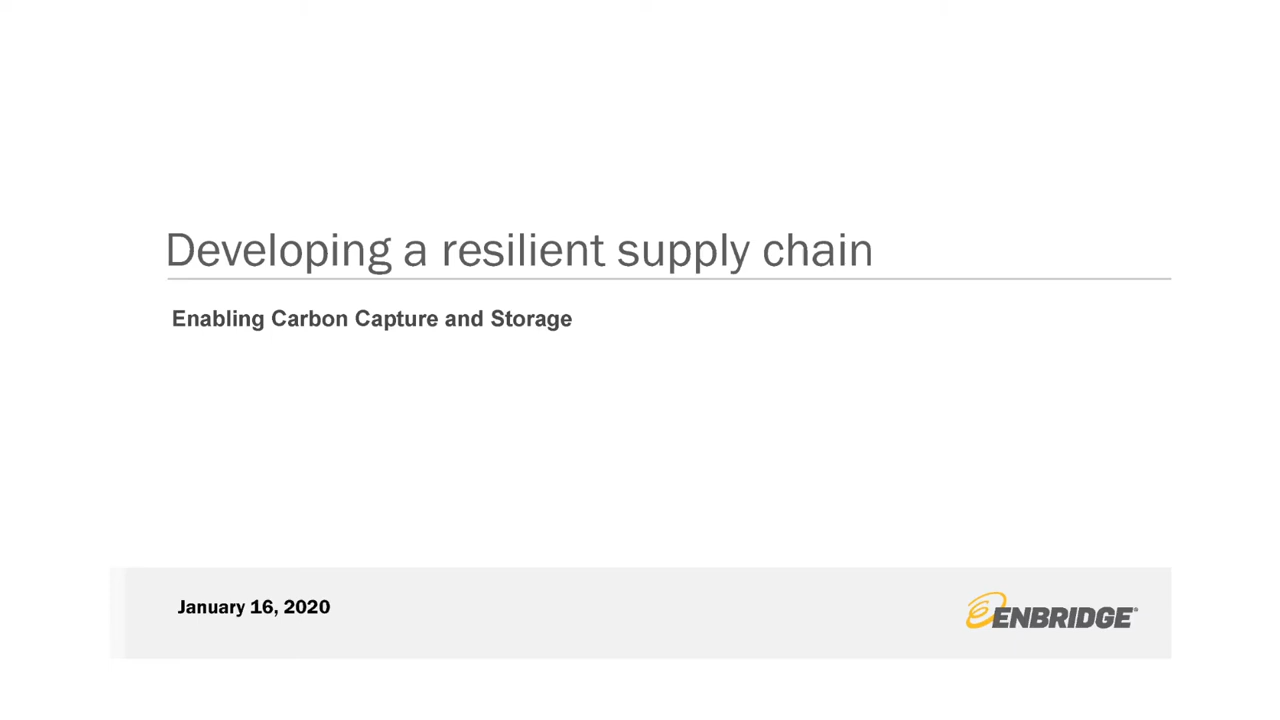 Developing a resilient supply chain
Enabling Carbon Capture and Storage
January 16, 2020
ENBRIDGE®